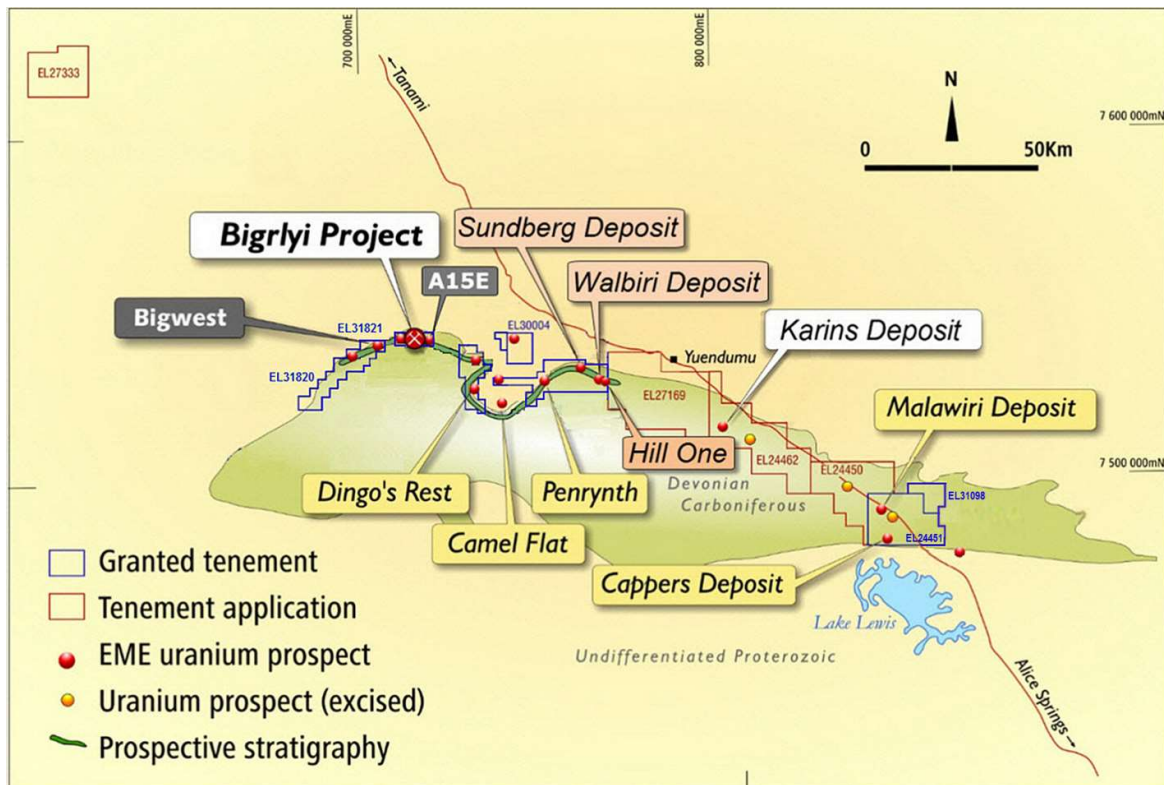 700 000mE
800 000mE
EL27333
Tanami
N
7 600 000mN
0
50Km
Bigrlyi Project
Sundberg Deposit
A15E
Walbiri Deposit
Bigwest
EL31821
EL30004
Karins Deposit
Yuendumu
EL31820
EL27169
Malawiri Deposit
Hill One
EL24462
EL24450
7 500 000mN
Dingo's Rest
Penrynth
Devonian
Carboniferous
EL31098
Camel Flat
EL24451
Cappers Deposit
Granted tenement
Tenement application
Lake Lewis
EME uranium prospect
Undifferentiated Proterozoic
Uranium prospect (excised)
Alice Springs
Prospective stratigraphy